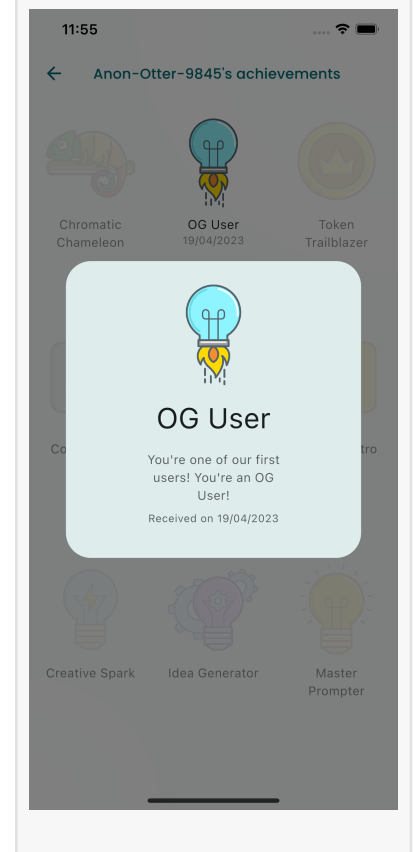 11:55
Anon-Otter-9845's achievements
Chromatic
Chameleon
OG User
19/04/2023
Token
Trailblazer
OG User
You're one of our first
users! You're an OG
User!
Received on 19/04/2023
Creative Spark
Idea Generator
Master
Prompter